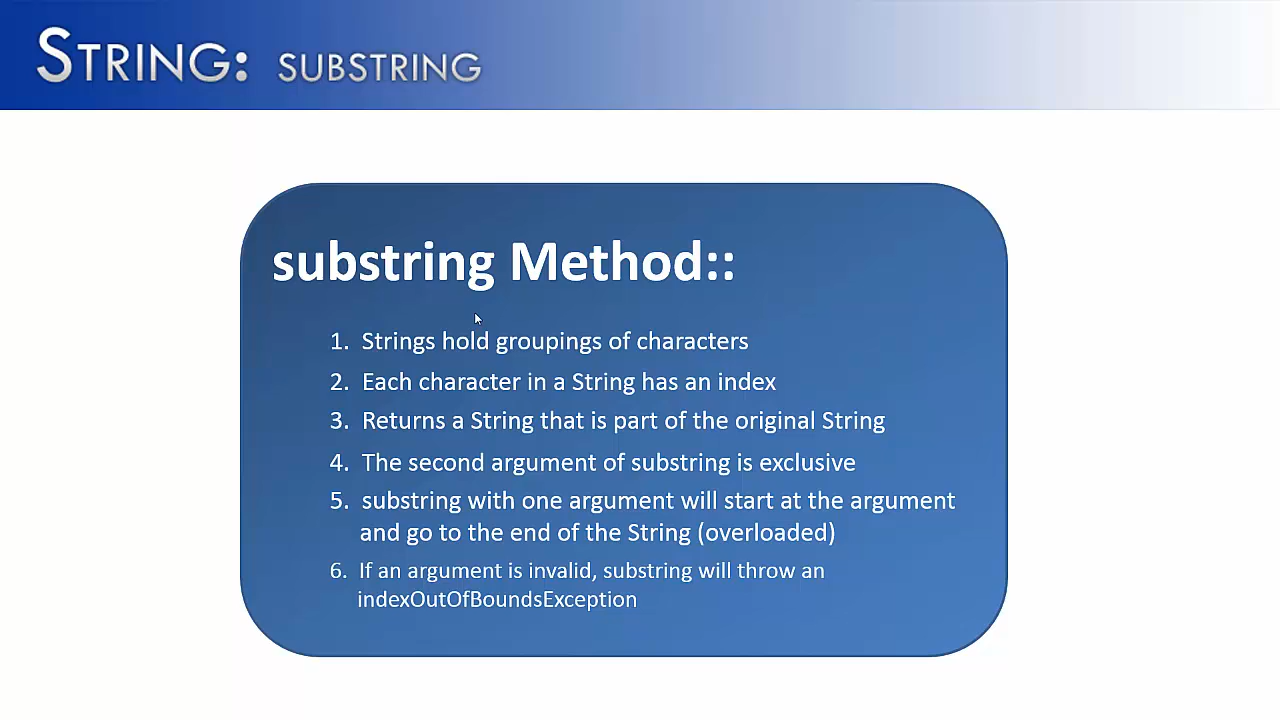 STRING: SUBSTRING
substring Method::
1. Strings hold groupings of characters
2. Each character in a String has an index
3. Returns a String that is part of the original String
4. The second argument of substring is exclusive
5. substring with one argument will start at the argument
and go to the end of the String (overloaded)
6. If an argument is invalid, substring will throw an
indexOutOfBoundsException